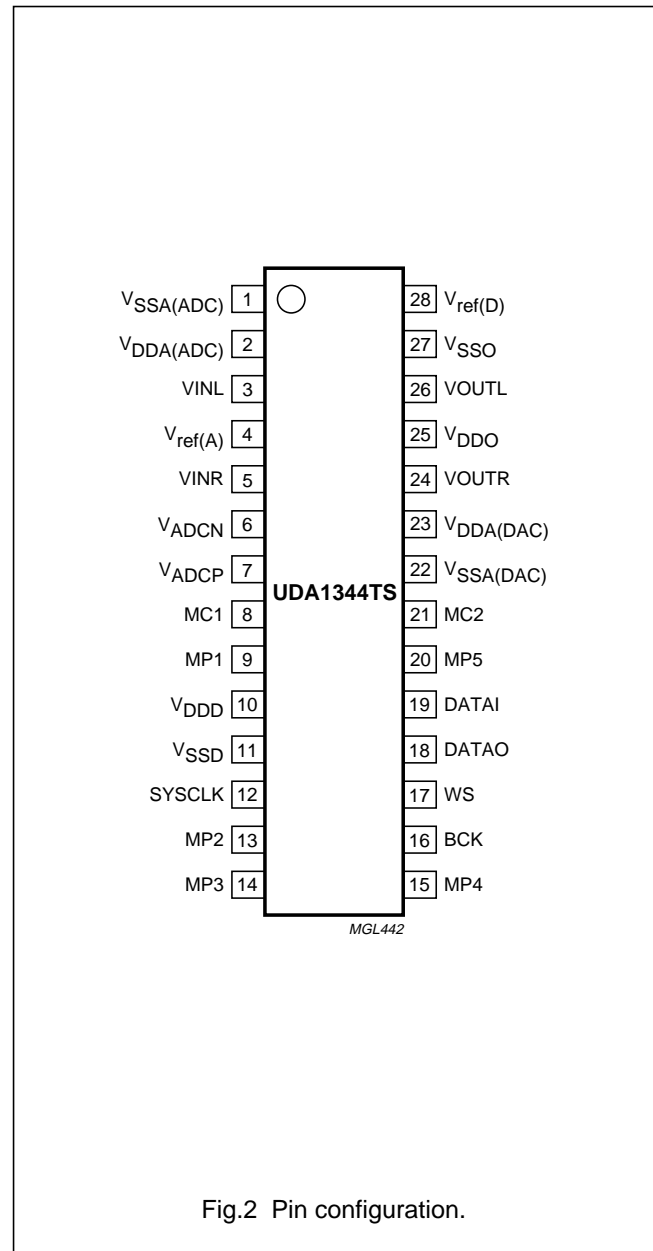 VSSA(ADC) 1 28 Vref(D)
VDDA(ADC) 2 27 VSSO
VINL 3 26 VOUTL
Vref(A) 4 25 VDDO
VINR 5 24 VOUTR
VADCN 6 23 VDDA(DAC)
VADCP 7 22 VSSA(DAC)
UDA1344TS
MC1 8 21 MC2
MP1 9 20 MP5
VDDD 10 19 DATAI
VSSD 11 18 DATAO
SYSCLK 12 17 WS
MP2 13 16 BCK
MP3 14 15 MP4
MGL442
Fig.2 Pin configuration.